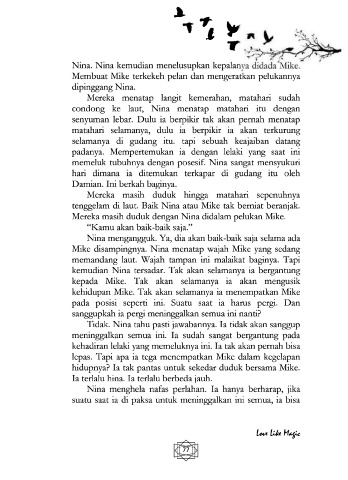 Nina. Nina kemudian menelusupkan kepalanya didada Mike.
Membuat Mike terkekeh pelan dan mengeratkan pelukannya
dipinggang Nina.
Mereka menatap langit kemerahan, matahari sudah
condong ke laut, Nina menatap matahari itu dengan
senyuman lebar. Dulu ia berpikir tak akan pernah menatap
matahari selamanya, dulu ia berpikir ia akan terkurung
selamanya di gudang itu. tapi sebuah keajaiban datang
padanya. Mempertemukan ia dengan lelaki yang saat ini
memeluk tubuhnya dengan posesif. Nina sangat mensyukuri
hari dimana ia ditemukan terkapar di gudang itu oleh
Damian. Ini berkah baginya.
Mereka masih duduk hingga matahari sepenuhnya
tenggelam di laut. Baik Nina atau Mike tak berniat beranjak.
Mereka masih duduk dengan Nina didalam pelukan Mike.
“Kamu akan baik-baik saja.”
Nina mengangguk. Ya, dia akan baik-baik saja selama ada
Mike disampingnya. Nina menatap wajah Mike yang sedang
memandang laut. Wajah tampan ini malaikat baginya. Tapi
kemudian Nina tersadar. Tak akan selamanya ia bergantung
kepada Mike. Tak akan selamanya ia akan mengusik
kehidupan Mike. Tak akan selamanya ia menempatkan Mike
pada posisi seperti ini. Suatu saat ia harus pergi. Dan
sanggupkah ia pergi meninggalkan semua ini nanti?
Tidak. Nina tahu pasti jawabannya. Ia tidak akan sanggup
meninggalkan semua ini. Ia sudah sangat bergantung pada
kehadiran lelaki yang memeluknya ini. Ia tak akan pernah bisa
lepas. Tapi apa ia tega menempatkan Mike dalam kegelapan
hidupnya? Ia tak pantas untuk sekedar duduk bersama Mike.
Ia terlalu hina. Ia terlalu berbeda jauh.
Nina menghela nafas perlahan. Ia hanya berharap, jika
suatu saat ia di paksa untuk meninggalkan ini semua, ia bisa
Love Like Magic
77